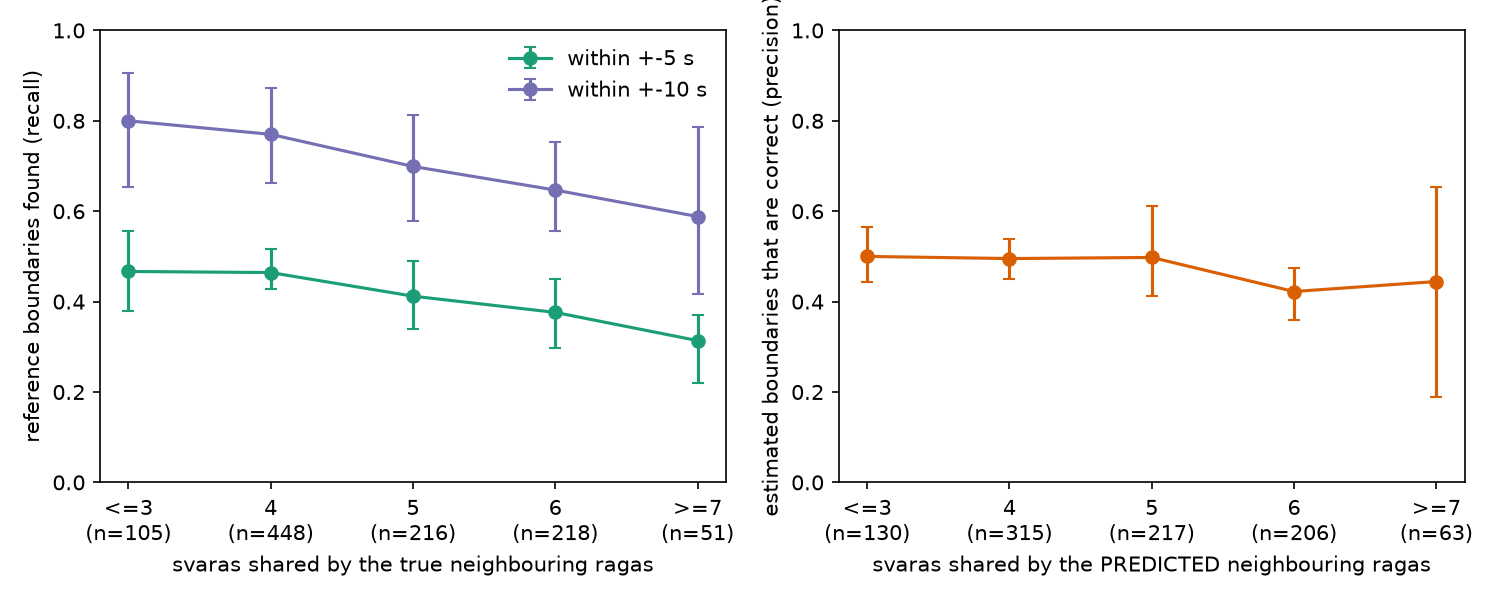 reference boundaries found (recall)
1.0
0.8
0.6
0.4
0.2
0.0
within +-5 s
within +-10 s
<=3
4
5
6
>=7
(n=105)
(n=448)
(n=216)
(n=218)
(n=51)
svaras shared by the true neighbouring ragas
estimated boundaries that are correct (precision)
1.0
0.8
0.6
0.4
0.2
0.0
<=3
4
5
6
>=7
(n=130)
(n=315)
(n=217)
(n=206)
(n=63)
svaras shared by the PREDICTED neighbouring ragas